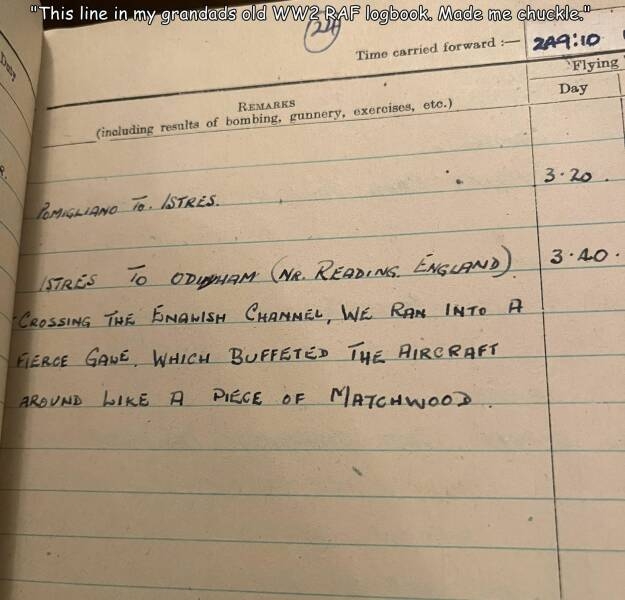 "This line in my grandads old WW2 RAF logbook. Made me chuckle."
(24)
Time carried forward :— 249:10
Flying
Duty
Day
REMARKS
(including results of bombing, gunnery, exercises, etc.)
R.
POMIGLIANO To. ISTRES. 3.20.
ISTRES To ODIHAM (NR. READING. ENGLAND) 3.40.
CROSSING THE ENGLISH CHANNEL, WE RAN INTO A
FIERCE GALE, WHICH BUFFETED THE AIRCRAFT
AROUND LIKE A PIECE OF MATCHWOOD.